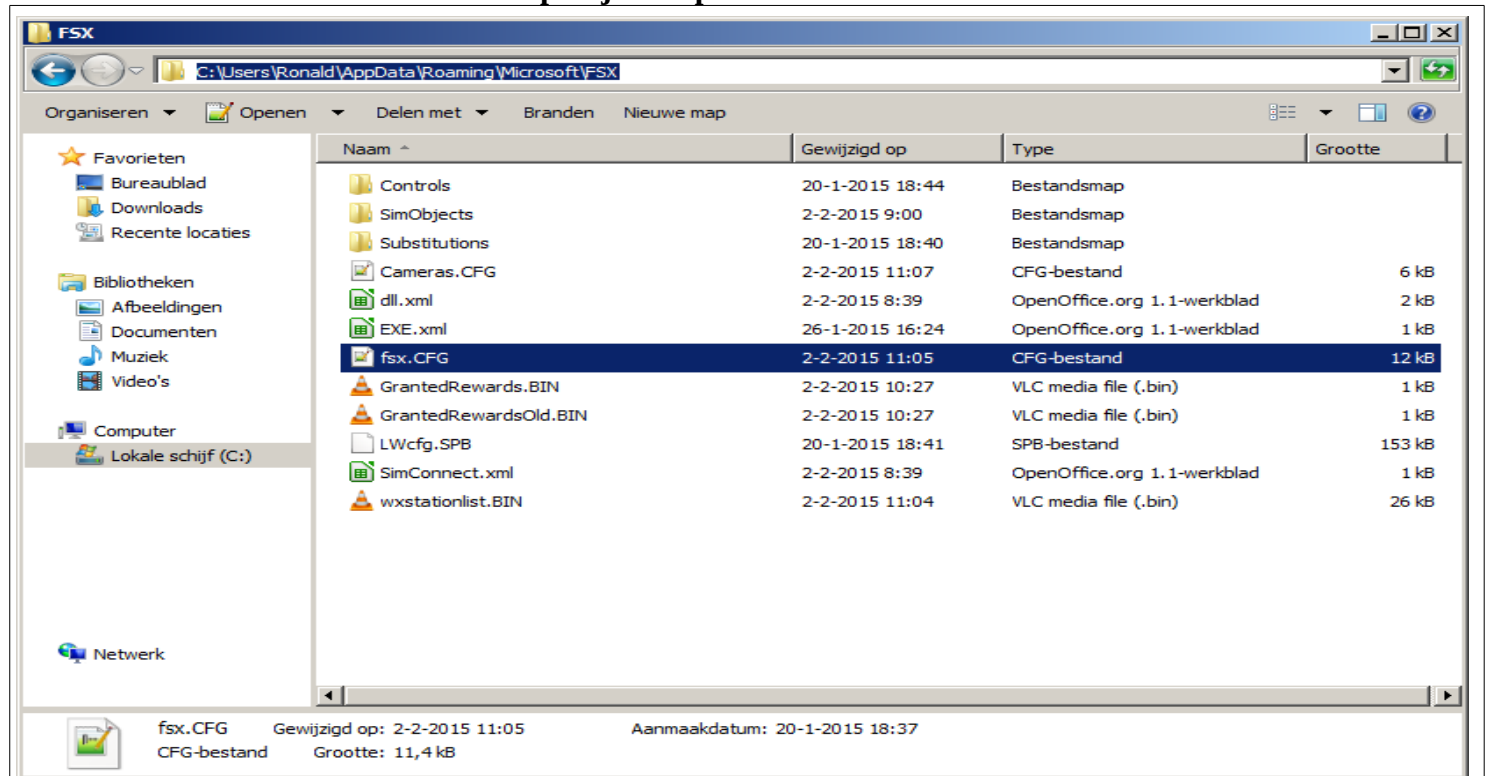 FSX
C:\Users\Ronald\AppData\Roaming\Microsoft\FSX
Organiseren Openen Delen met Branden Nieuwe map
Favorieten
Bureaublad
Downloads
Recente locaties
Bibliotheken
Afbeeldingen
Documenten
Muziek
Video's
Computer
Lokale schijf (C:)
Netwerk
Naam Gewijzigd op Type Grootte
Controls 20-1-2015 18:44 Bestandsmap
SimObjects 2-2-2015 9:00 Bestandsmap
Substitutions 20-1-2015 18:40 Bestandsmap
Cameras.CFG 2-2-2015 11:07 CFG-bestand 6 kB
dll.xml 2-2-2015 8:39 OpenOffice.org 1.1-werkblad 2 kB
EXE.xml 26-1-2015 16:24 OpenOffice.org 1.1-werkblad 1 kB
fsx.CFG 2-2-2015 11:05 CFG-bestand 12 kB
GrantedRewards.BIN 2-2-2015 10:27 VLC media file (.bin) 1 kB
GrantedRewardsOld.BIN 2-2-2015 10:27 VLC media file (.bin) 1 kB
LWcfg.SPB 20-1-2015 18:41 SPB-bestand 153 kB
SimConnect.xml 2-2-2015 8:39 OpenOffice.org 1.1-werkblad 1 kB
wxstationlist.BIN 2-2-2015 11:04 VLC media file (.bin) 26 kB
fsx.CFG Gewijzigd op: 2-2-2015 11:05 Aanmaakdatum: 20-1-2015 18:37
CFG-bestand Grootte: 11,4 kB